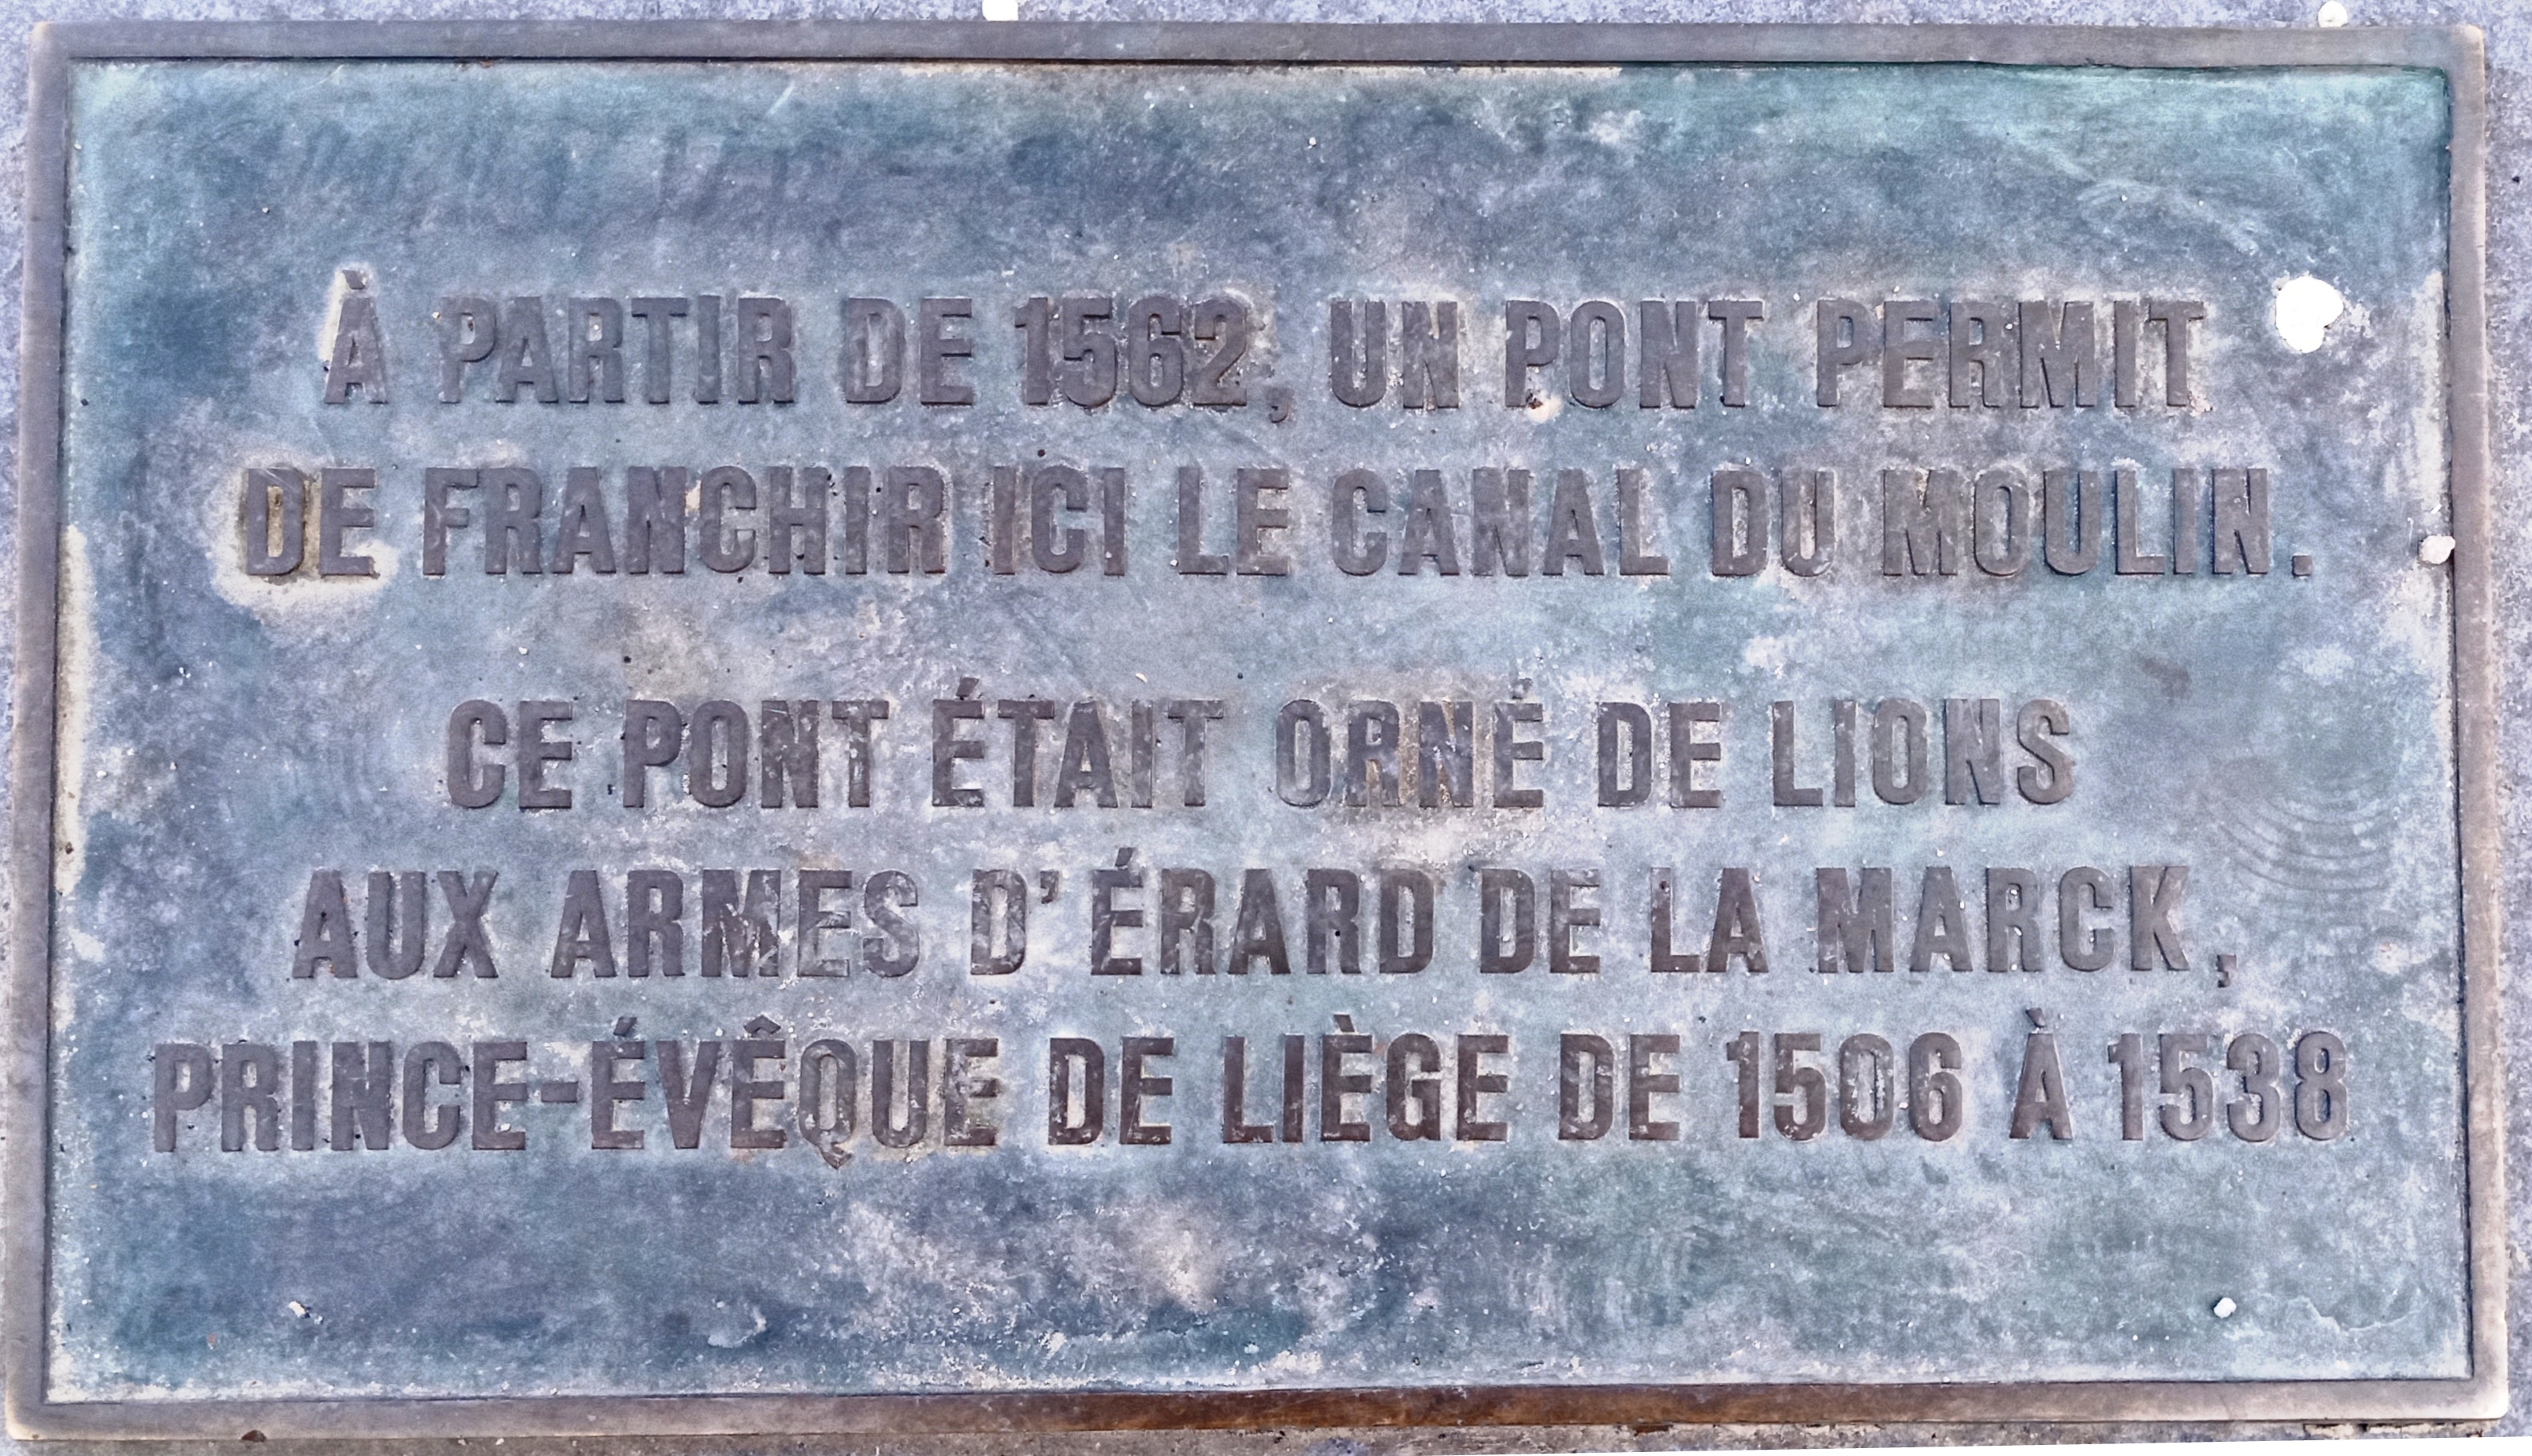 À PARTIR DE 1562, UN PONT PERMIT
DE FRANCHIR ICI LE CANAL DU MOULIN.
CE PONT ÉTAIT ORNÉ DE LIONS
AUX ARMES D'ÉRARD DE LA MARCK,
PRINCE-ÉVÊQUE DE LIÈGE DE 1506 À 1538